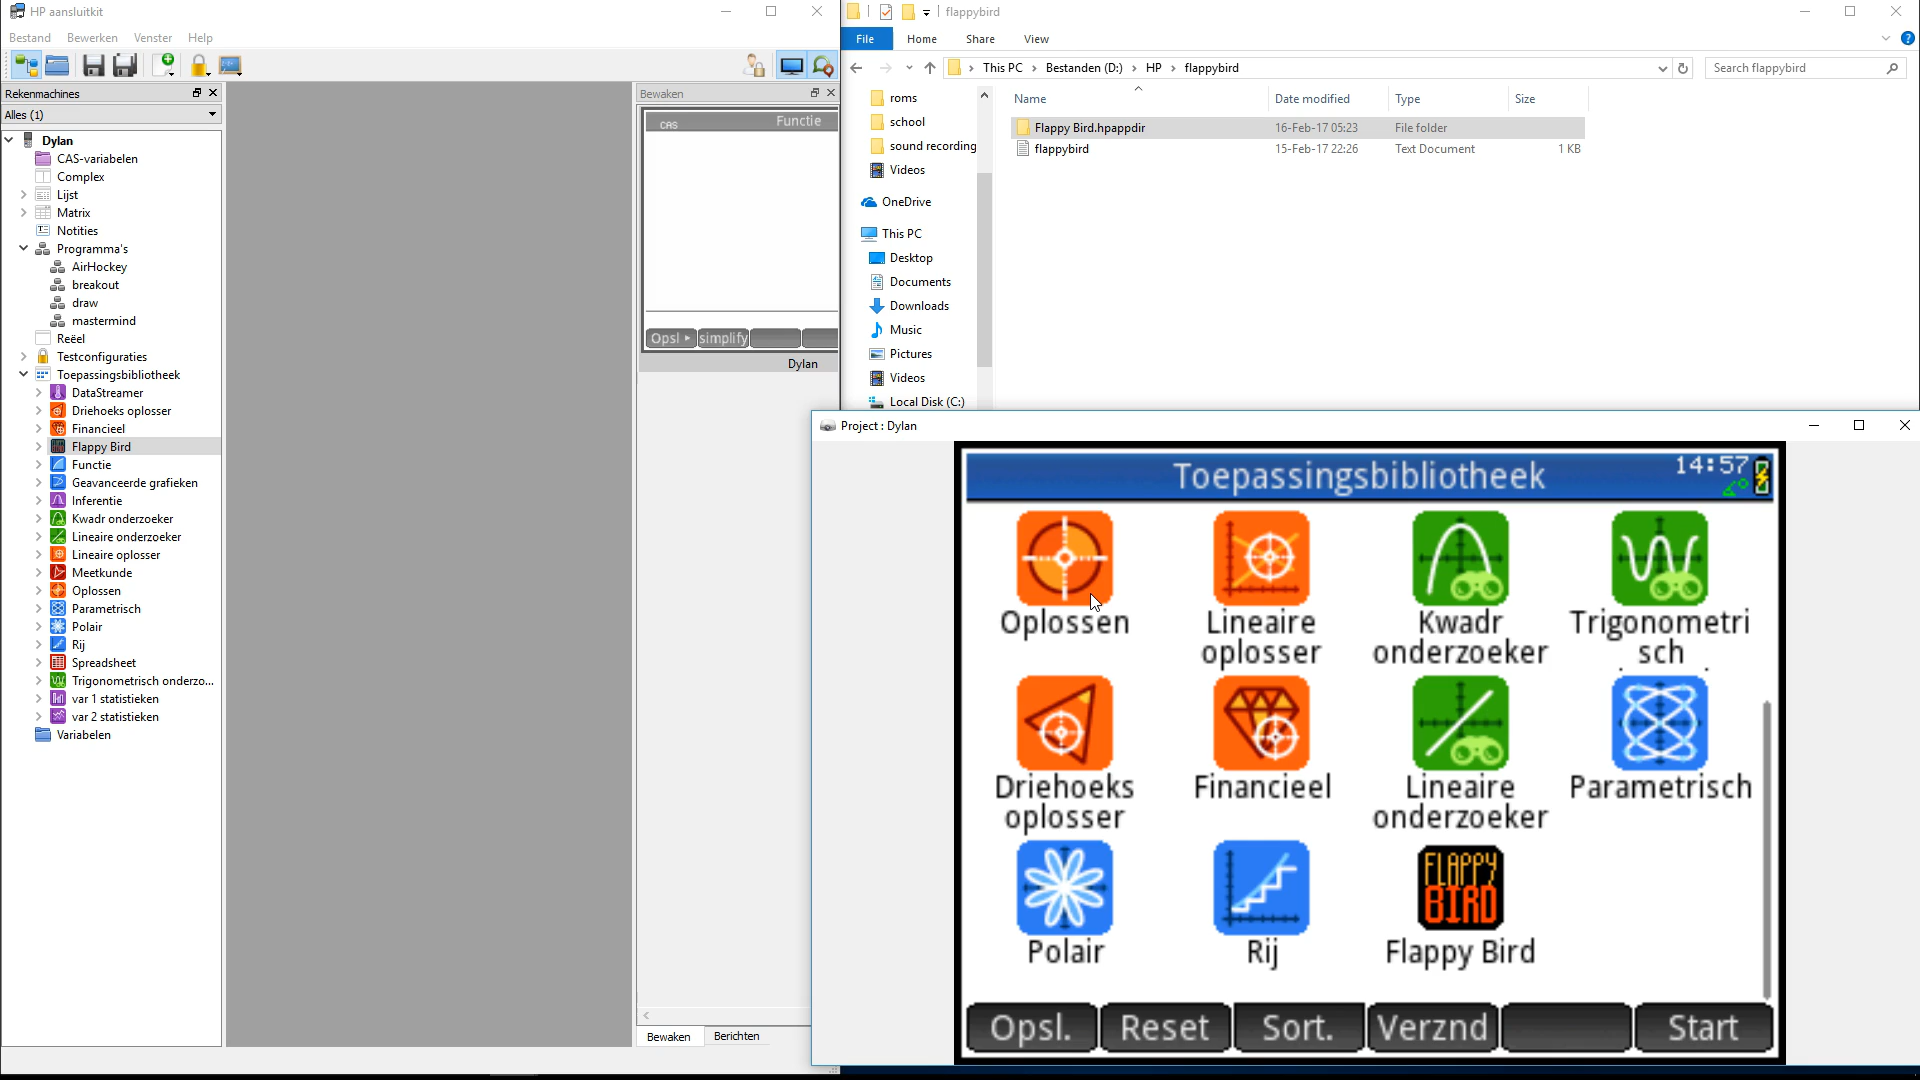 HP aansluitkit
Bestand Bewerken Venster Help
Rekenmachines
Alles (1)
Dylan
CAS-variabelen
Complex
Lijst
Matrix
Notities
Programma's
AirHockey
breakout
draw
mastermind
Reëel
Testconfiguraties
Toepassingsbibliotheek
DataStreamer
Driehoeks oplosser
Financieel
Flappy Bird
Functie
Geavanceerde grafieken
Inferentie
Kwadr onderzoeker
Lineaire onderzoeker
Lineaire oplosser
Meetkunde
Oplossen
Parametrisch
Polair
Rij
Spreadsheet
Trigonometrisch onderzo...
var 1 statistieken
var 2 statistieken
Variabelen
Bewaken
CAS Functie
Opsl simplify
Dylan
Bewaken Berichten
flappybird
File Home Share View
This PC Bestanden (D:) HP flappybird
Search flappybird
roms
school
sound recording
Videos
OneDrive
This PC
Desktop
Documents
Downloads
Music
Pictures
Videos
Local Disk (C:)
Name Date modified Type Size
Flappy Bird.hpappdir 16-Feb-17 05:23 File folder
flappybird 15-Feb-17 22:26 Text Document 1 KB
Project : Dylan
Toepassingsbibliotheek 14:57
Oplossen
Lineaire
oplosser
Kwadr
onderzoeker
Trigonometri
sch
Driehoeks
oplosser
Financieel
Lineaire
onderzoeker
Parametrisch
Polair
Rij
FLAPPY
BIRD
Flappy Bird
Opsl. Reset Sort. Verznd Start